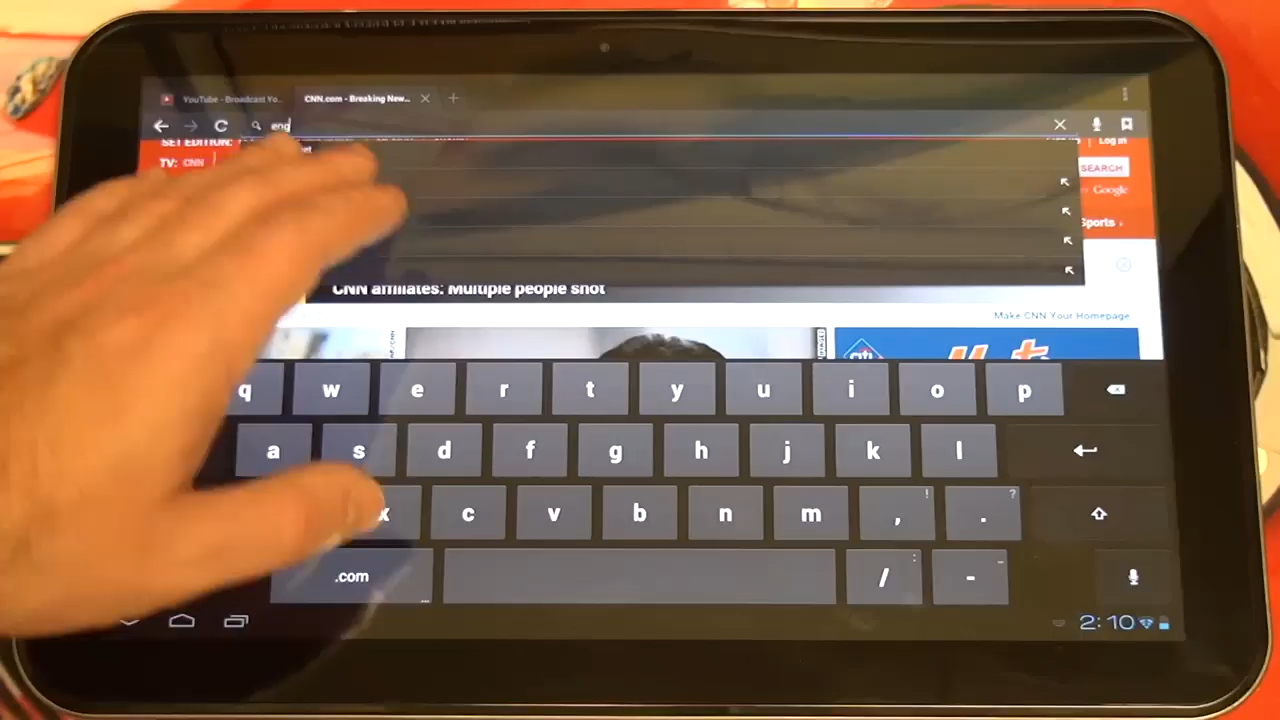 YouTube - Broadcast Yo..
CNN.com - Breaking New...
eng
SET EDITION:
Log in
TV: CNN
SEARCH
Google
Sports
CNN affiliates: Multiple people shot
Make CNN Your Homepage
citi
q w e r t y u i o p
a s d f g h j k l
x c v b n m , ! . ?
.com ... / : - _
2:10